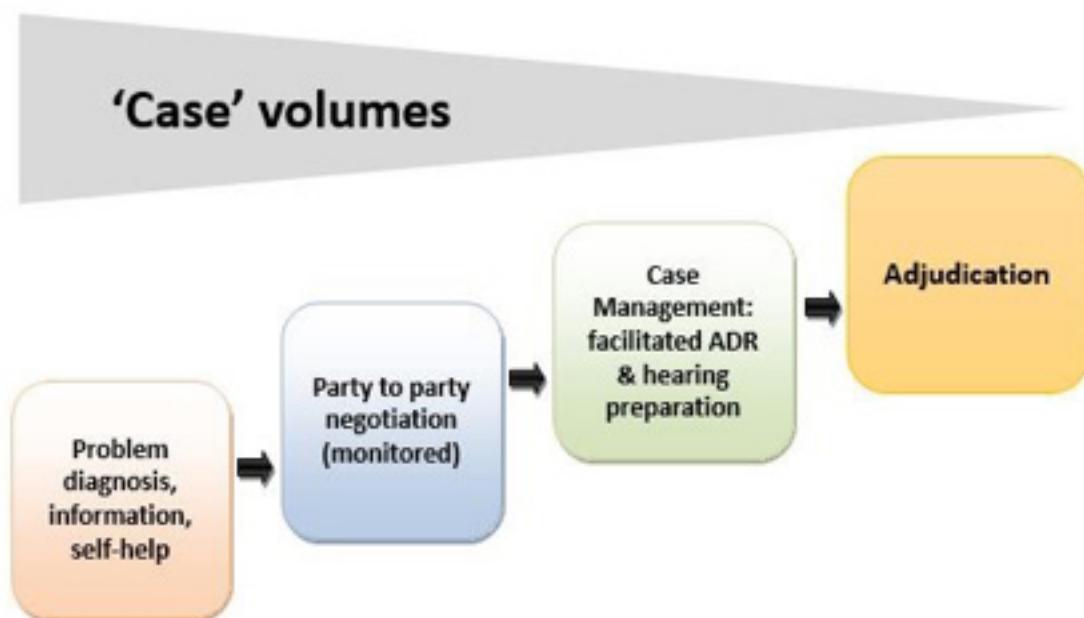 ‘Case’ volumes
Problem
diagnosis,
information,
self-help
Party to party
negotiation
(monitored)
Case
Management:
facilitated ADR
& hearing
preparation
Adjudication